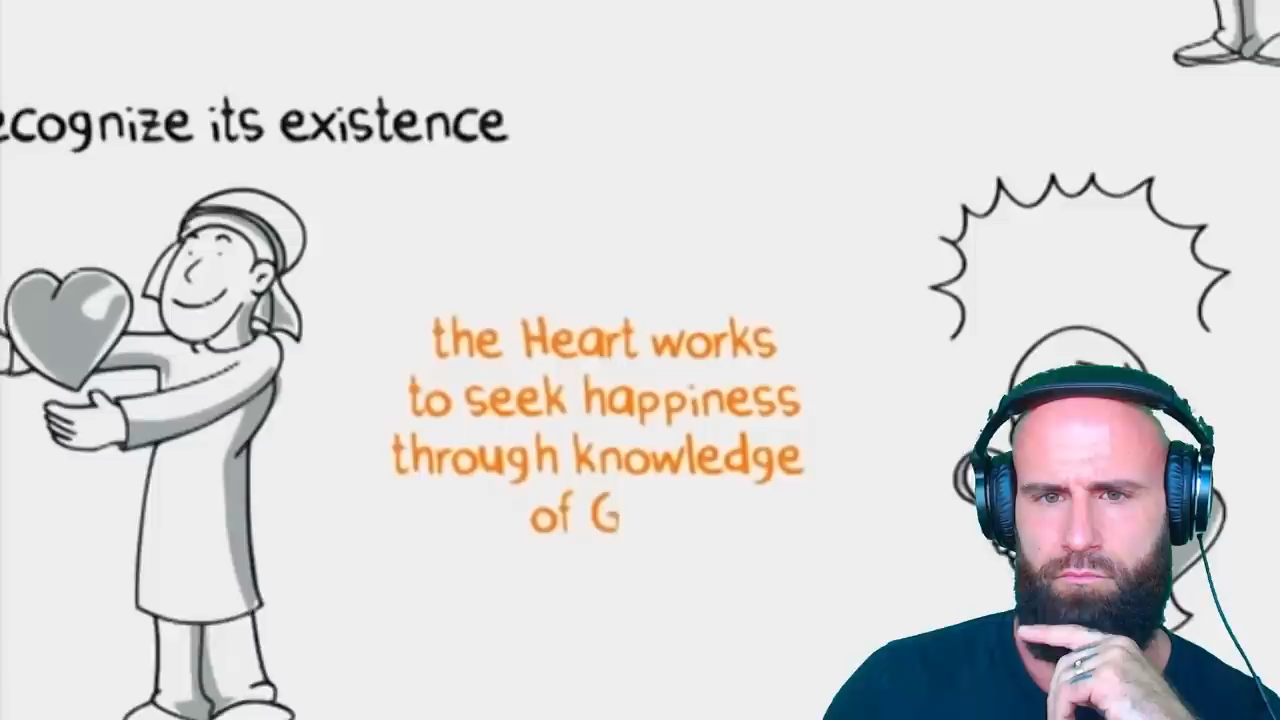 ecognize its existence
the Heart works
to seek happiness
through knowledge
of G